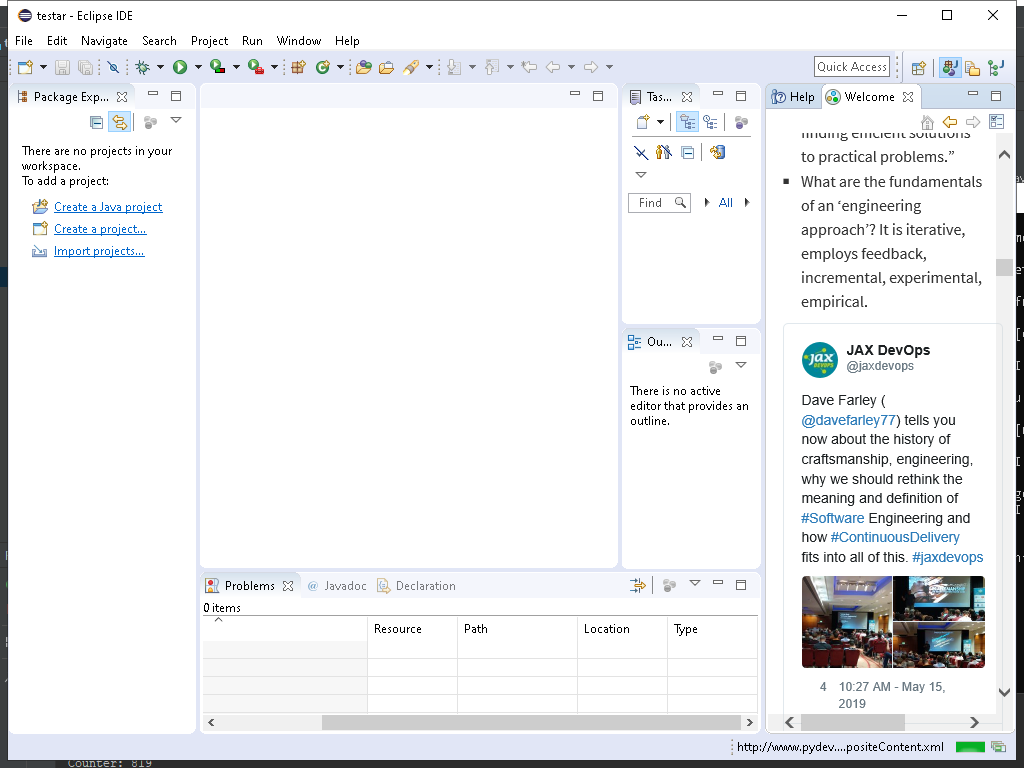 testar - Eclipse IDE
File Edit Navigate Search Project Run Window Help
Quick Access
Package Exp...
There are no projects in your
workspace.
To add a project:
Create a Java project
Create a project...
Import projects...
Tas...
Find
All
Ou...
There is no active
editor that provides an
outline.
Help
Welcome
finding efficient solutions
to practical problems.”
What are the fundamentals
of an ‘engineering
approach’? It is iterative,
employs feedback,
incremental, experimental,
empirical.
jax
DEVOPS
JAX DevOps
@jaxdevops
Dave Farley (
@davefarley77) tells you
now about the history of
craftsmanship, engineering,
why we should rethink the
meaning and definition of
#Software Engineering and
how #ContinuousDelivery
fits into all of this. #jaxdevops
4 10:27 AM - May 15,
2019
Problems @ Javadoc Declaration
0 items
Resource Path Location Type
http://www.pydev....positeContent.xml
Counter: 819